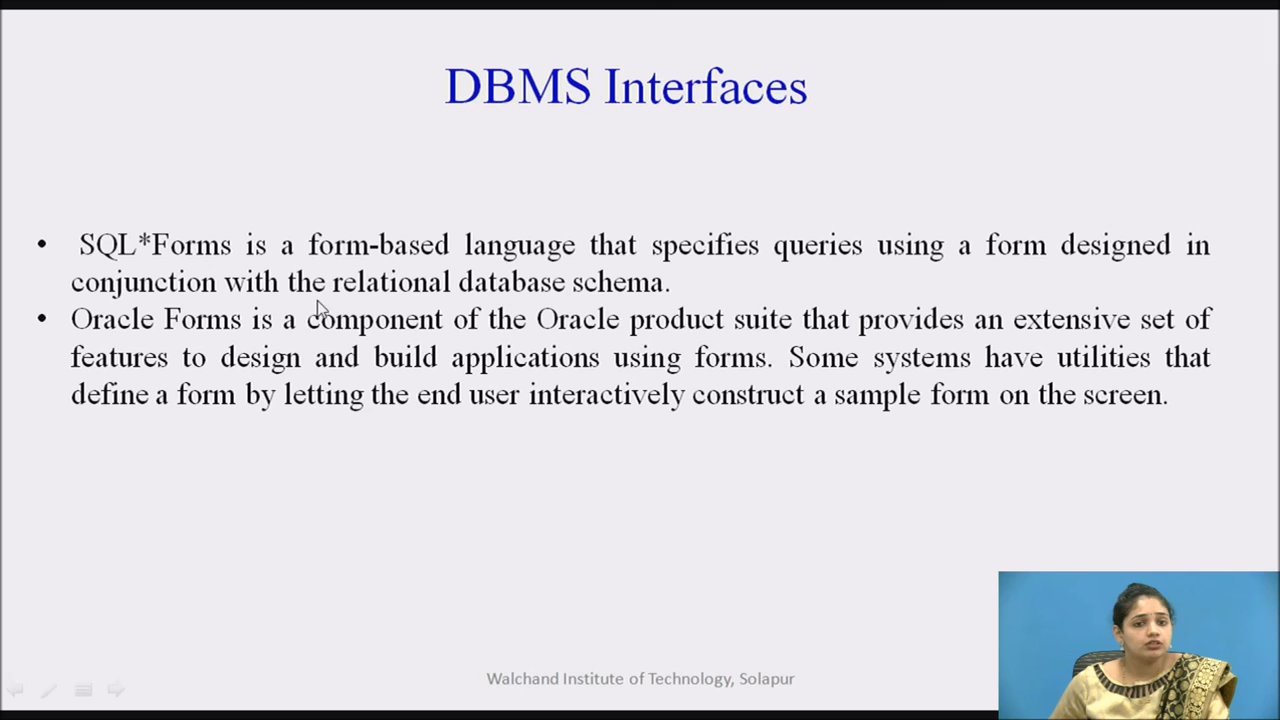 DBMS Interfaces
• SQL*Forms is a form-based language that specifies queries using a form designed in
conjunction with the relational database schema.
• Oracle Forms is a component of the Oracle product suite that provides an extensive set of
features to design and build applications using forms. Some systems have utilities that
define a form by letting the end user interactively construct a sample form on the screen.
Walchand Institute of Technology, Solapur